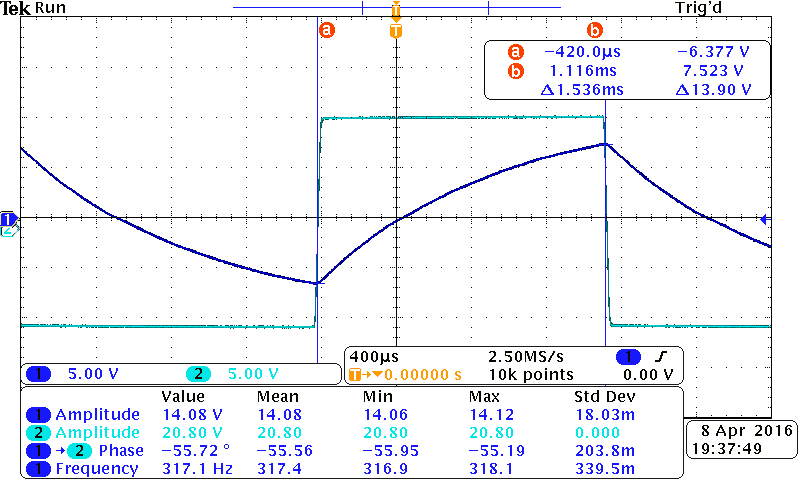 Tek Run Trig'd
T
a T b
a −420.0µs −6.377 V
b 1.116ms 7.523 V
Δ1.536ms Δ13.90 V
1
2
1 5.00 V 2 5.00 V
400µs 2.50MS/s 1
T→▼0.00000 s 10k points 0.00 V
Value Mean Min Max Std Dev
1 Amplitude 14.08 V 14.08 14.06 14.12 18.03m
2 Amplitude 20.80 V 20.80 20.80 20.80 0.000
1 → 2 Phase −55.72 ° −55.56 −55.95 −55.19 203.8m
1 Frequency 317.1 Hz 317.4 316.9 318.1 339.5m
8 Apr 2016
19:37:49